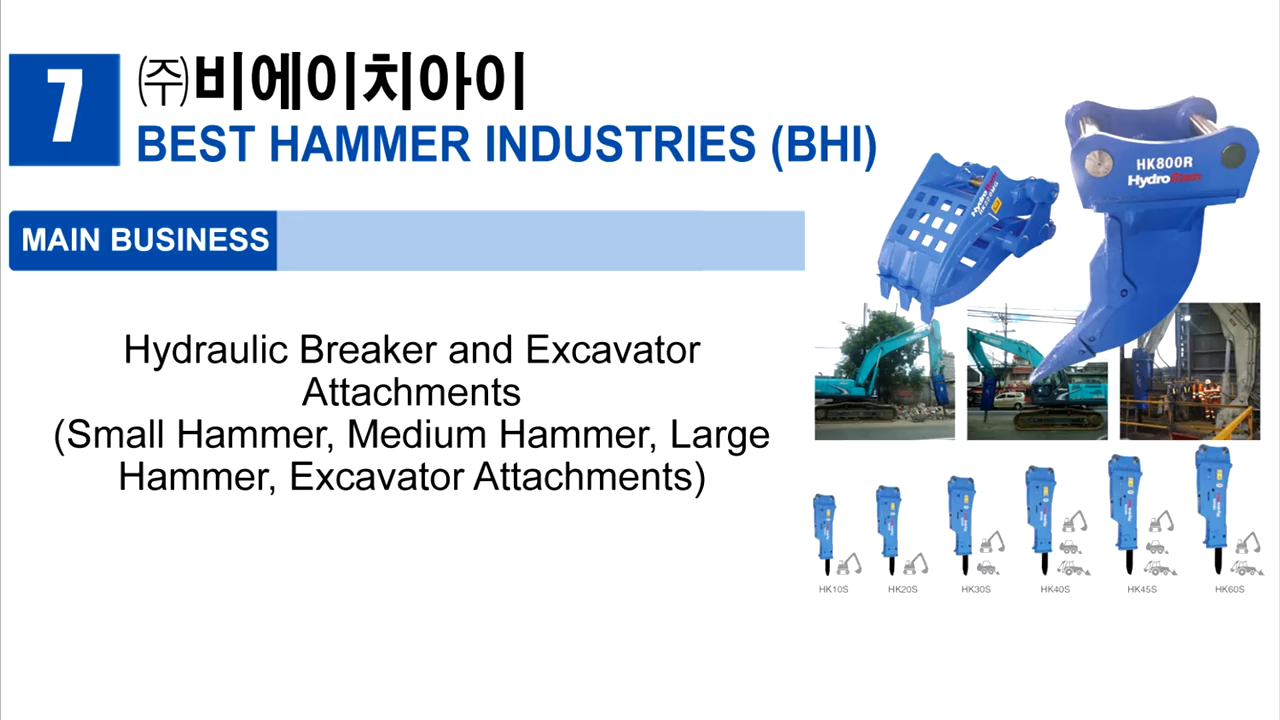 7
㈜비에이치아이
BEST HAMMER INDUSTRIES (BHI)
MAIN BUSINESS
Hydraulic Breaker and Excavator
Attachments
(Small Hammer, Medium Hammer, Large
Hammer, Excavator Attachments)
HK800R
HydroRam
HK10S
HK20S
HK30S
HK40S
HK45S
HK60S